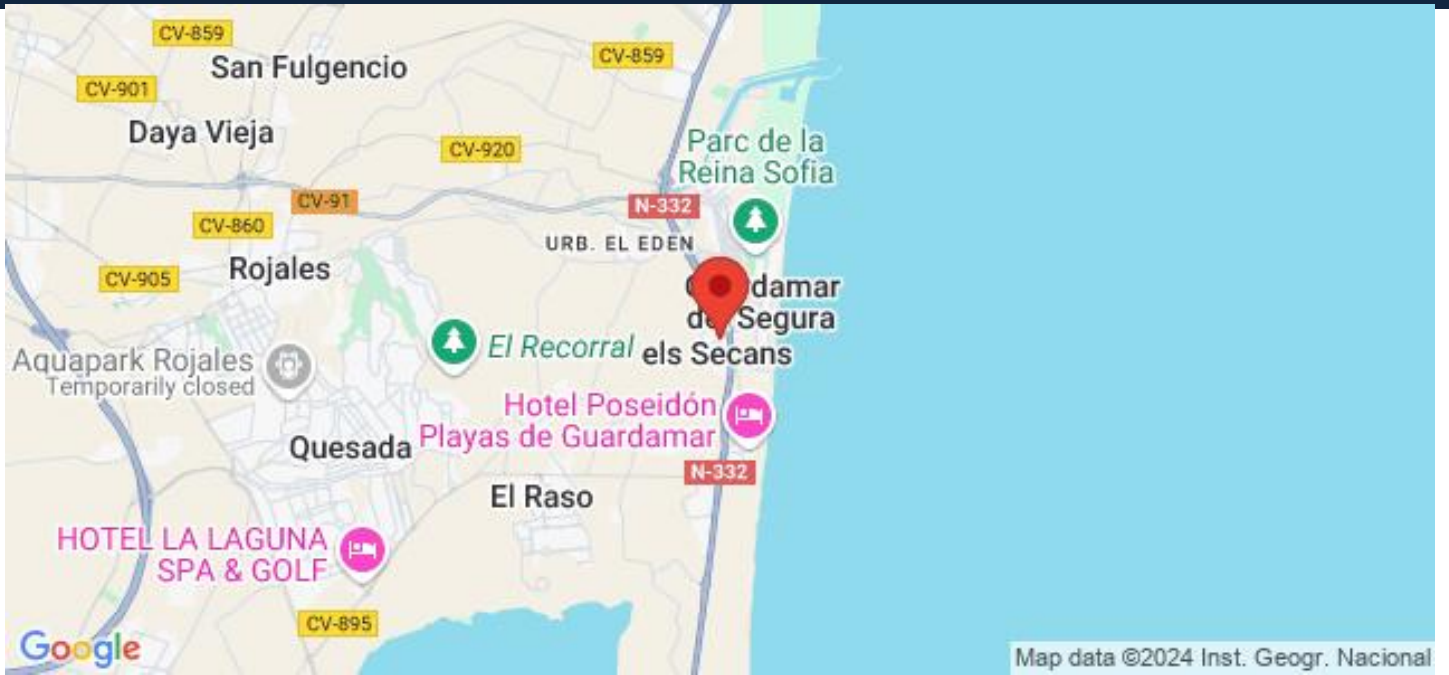 CV-859
San Fulgencio
CV-859
CV-901
Daya Vieja
CV-920
Parc de la
Reina Sofia
CV-91
N-332
CV-860
URB. EL EDEN
Rojales
CV-905
damar
de Segura
El Recorral
els Secans
Aquapark Rojales
Temporarily closed
Hotel Poseidón
Playas de Guardamar
Quesada
N-332
El Raso
HOTEL LA LAGUNA
SPA & GOLF
CV-895
Google
Map data ©2024 Inst. Geogr. Nacional